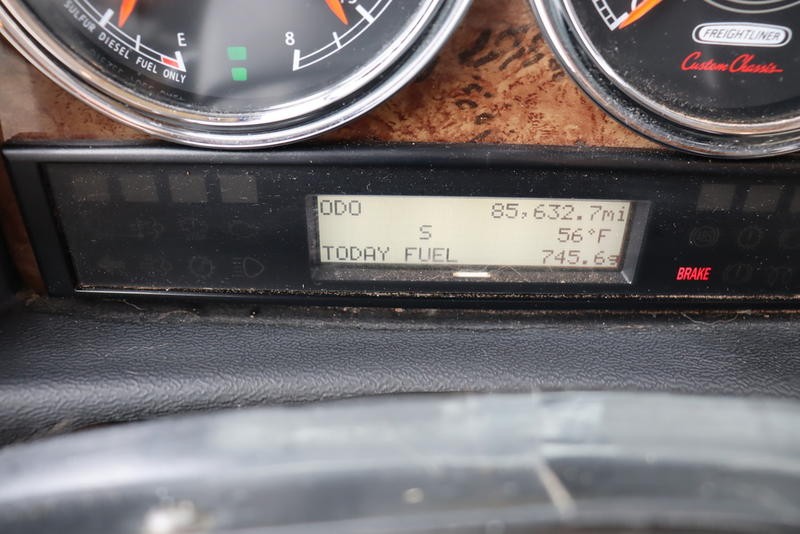 SULFUR DIESEL FUEL ONLY
E
8
FREIGHTLINER
Custom Chassis
ODO 85,632.7mi
S 56°F
TODAY FUEL 745.6g
BRAKE